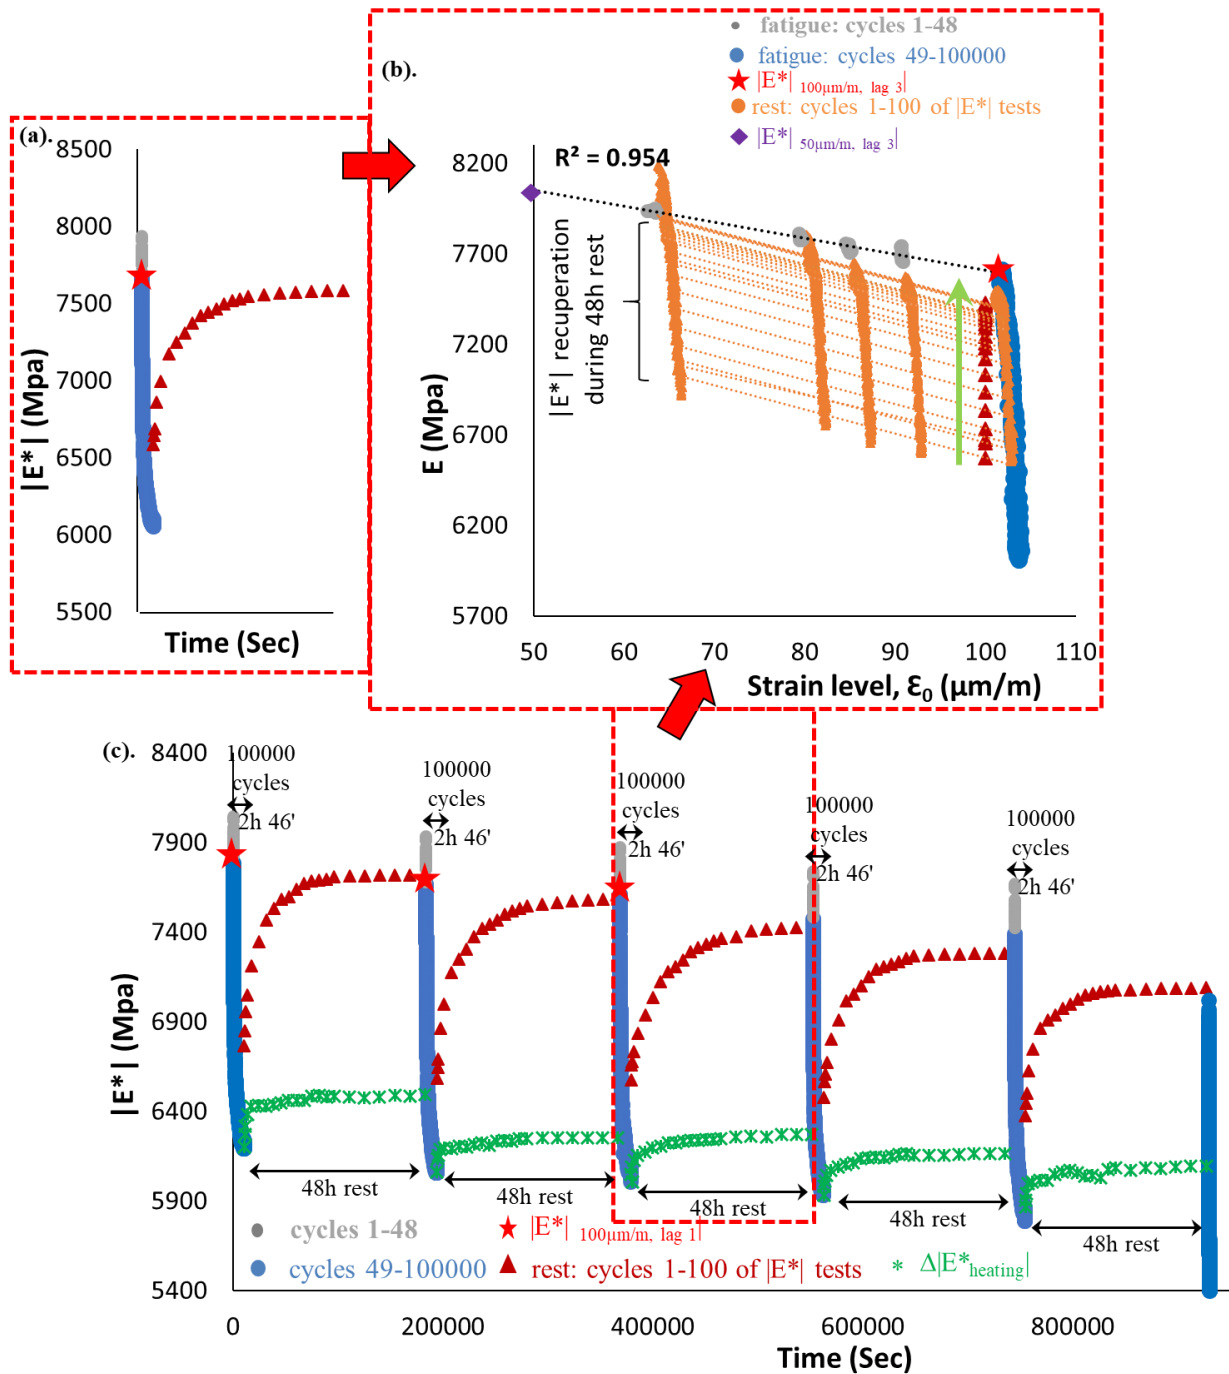 (a).
8500
8000
7500
7000
6500
6000
5500
|E*| (Mpa)
Time (Sec)
(b).
fatigue: cycles 1-48
fatigue: cycles 49-100000
|E*| 100μm/m, lag 3|
rest: cycles 1-100 of |E*| tests
|E*| 50μm/m, lag 3|
R² = 0.954
8200
7700
7200
6700
6200
5700
E (Mpa)
|E*| recuperation
during 48h rest
50 60 70 80 90 100 110
Strain level, Ɛ0 (μm/m)
(c).
8400
7900
7400
6900
6400
5900
5400
|E*| (Mpa)
100000
cycles
2h 46'
100000
cycles
2h 46'
100000
cycles
2h 46'
100000
cycles
2h 46'
100000
cycles
2h 46'
48h rest
48h rest
48h rest
48h rest
48h rest
cycles 1-48
|E*| 100μm/m, lag 1|
cycles 49-100000
rest: cycles 1-100 of |E*| tests
Δ|E*heating|
0 200000 400000 600000 800000
Time (Sec)